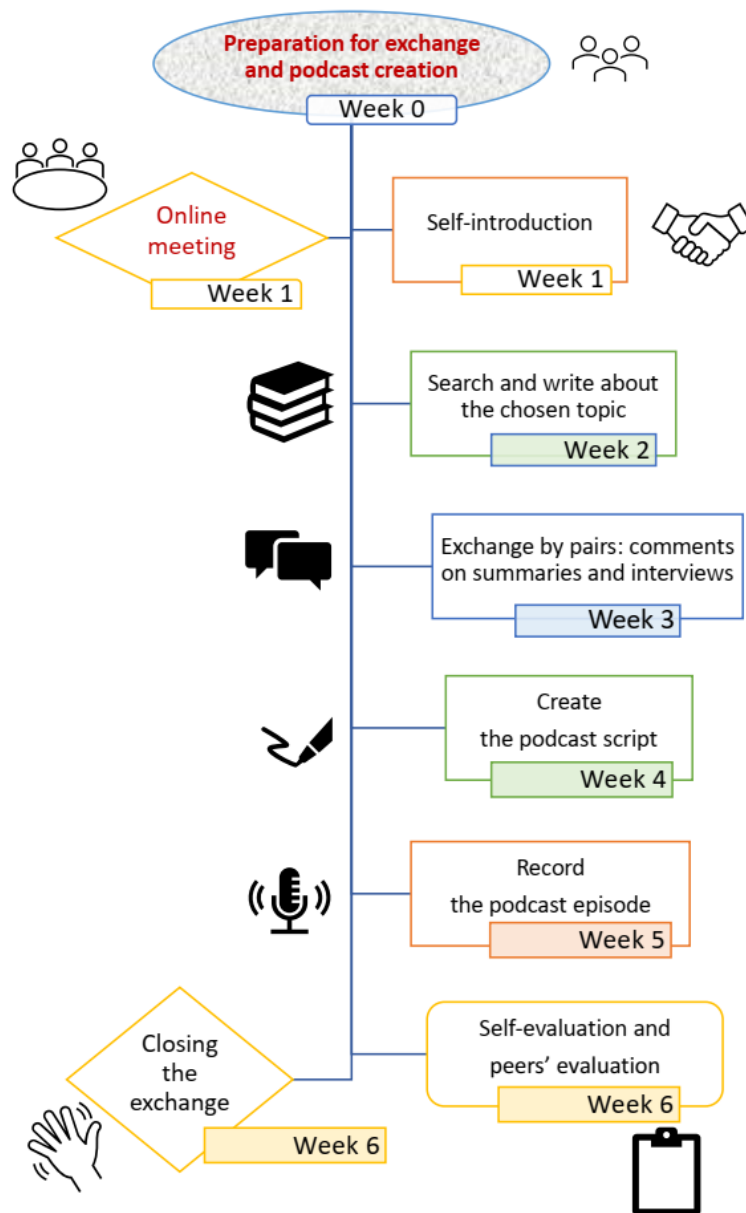 Preparation for exchange
and podcast creation
Week 0
Online
meeting
Week 1
Self-introduction
Week 1
Search and write about
the chosen topic
Week 2
Exchange by pairs: comments
on summaries and interviews
Week 3
Create
the podcast script
Week 4
Record
the podcast episode
Week 5
Closing
the
exchange
Week 6
Self-evaluation and
peers’ evaluation
Week 6